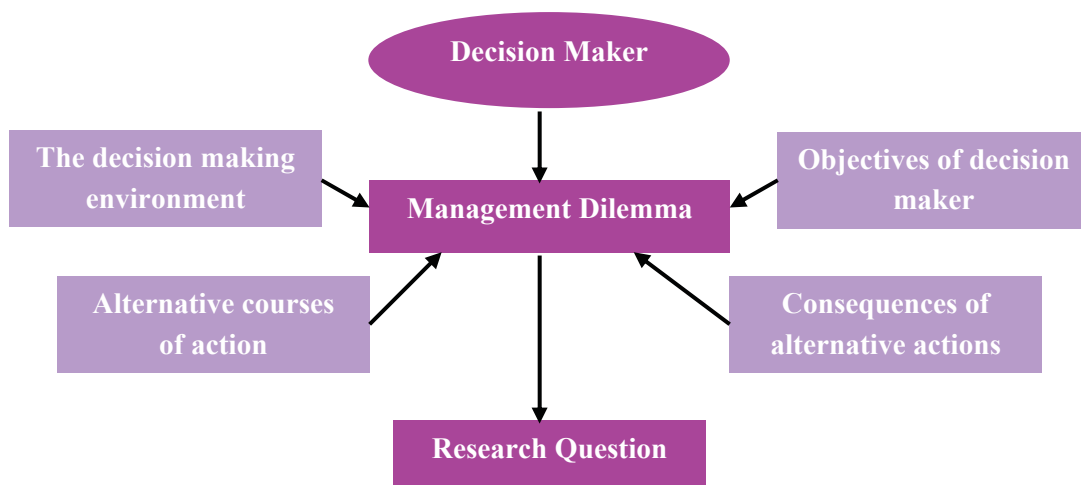 Decision Maker
The decision making
environment
Objectives of decision
maker
Management Dilemma
Alternative courses
of action
Consequences of
alternative actions
Research Question